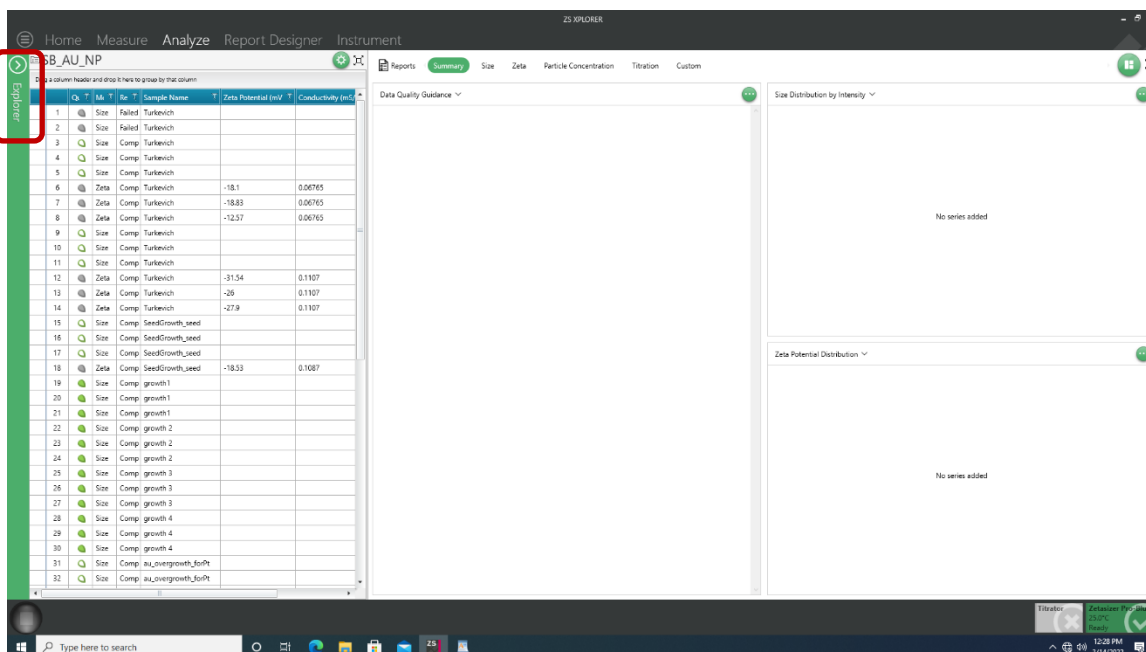 ZS XPLORER
Home Measure Analyze Report Designer Instrument
SB_AU_NP
Reports Summary Size Zeta Particle Concentration Titration Custom
Drag a column header and drop it here to group by that column
Explorer
Sample Name Zeta Potential (mV Conductivity (mS/
Data Quality Guidance
Size Distribution by Intensity
1 Size Failed Turkevich
2 Size Failed Turkevich
3 Size Comp Turkevich
4 Size Comp Turkevich
5 Size Comp Turkevich
6 Zeta Comp Turkevich -18.1 0.06765
7 Zeta Comp Turkevich -18.83 0.06765
8 Zeta Comp Turkevich -12.57 0.06765
No series added
9 Size Comp Turkevich
10 Size Comp Turkevich
11 Size Comp Turkevich
12 Zeta Comp Turkevich -31.54 0.1107
13 Zeta Comp Turkevich -26 0.1107
14 Zeta Comp Turkevich -27.9 0.1107
15 Size Comp SeedGrowth_seed
16 Size Comp SeedGrowth_seed
17 Size Comp SeedGrowth_seed
Zeta Potential Distribution
18 Zeta Comp SeedGrowth_seed -18.53 0.1087
19 Size Comp growth1
20 Size Comp growth1
21 Size Comp growth1
22 Size Comp growth 2
23 Size Comp growth 2
24 Size Comp growth 2
25 Size Comp growth 3
No series added
26 Size Comp growth 3
27 Size Comp growth 3
28 Size Comp growth 4
29 Size Comp growth 4
30 Size Comp growth 4
31 Size Comp au_overgrowth_forPt
32 Size Comp au_overgrowth_forPt
Titrator
Zetasizer
25.0°C
Ready
Type here to search
ZS
12:28 PM